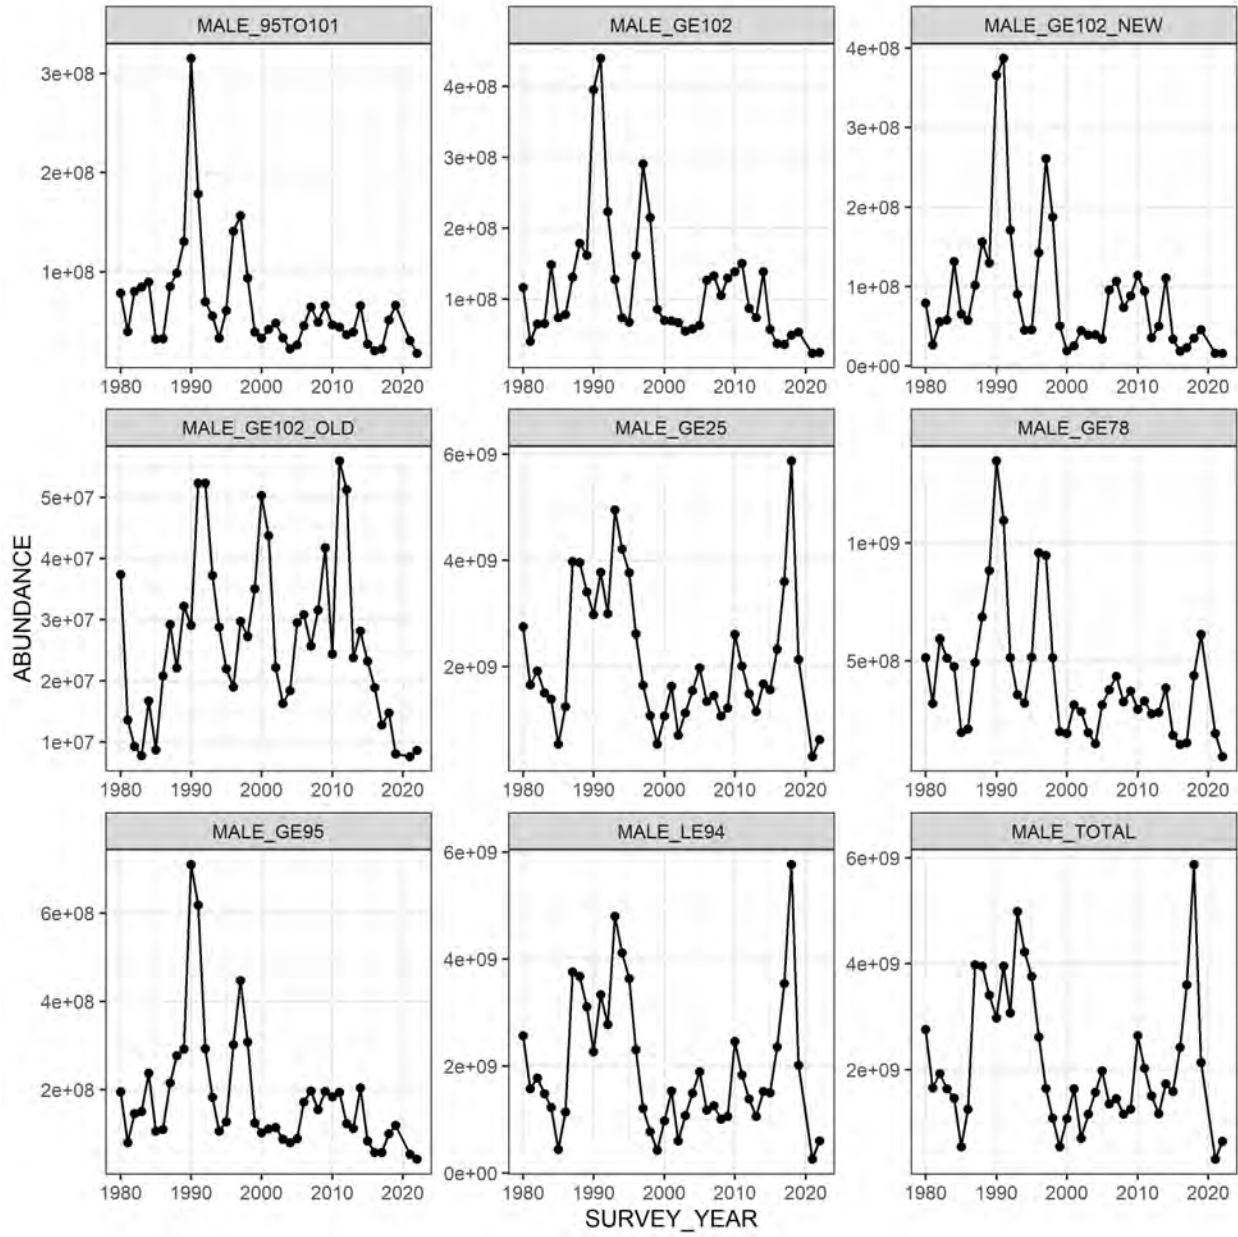 MALE_95TO101
MALE_GE102
MALE_GE102_NEW
3e+08
2e+08
1e+08
4e+08
3e+08
2e+08
1e+08
4e+08
3e+08
2e+08
1e+08
0e+00
1980 1990 2000 2010 2020
1980 1990 2000 2010 2020
1980 1990 2000 2010 2020
MALE_GE102_OLD
MALE_GE25
MALE_GE78
ABUNDANCE
5e+07
4e+07
3e+07
2e+07
1e+07
6e+09
4e+09
2e+09
1e+09
5e+08
1980 1990 2000 2010 2020
1980 1990 2000 2010 2020
1980 1990 2000 2010 2020
MALE_GE95
MALE_LE94
MALE_TOTAL
6e+08
4e+08
2e+08
6e+09
4e+09
2e+09
0e+00
6e+09
4e+09
2e+09
1980 1990 2000 2010 2020
1980 1990 2000 2010 2020
1980 1990 2000 2010 2020
SURVEY_YEAR